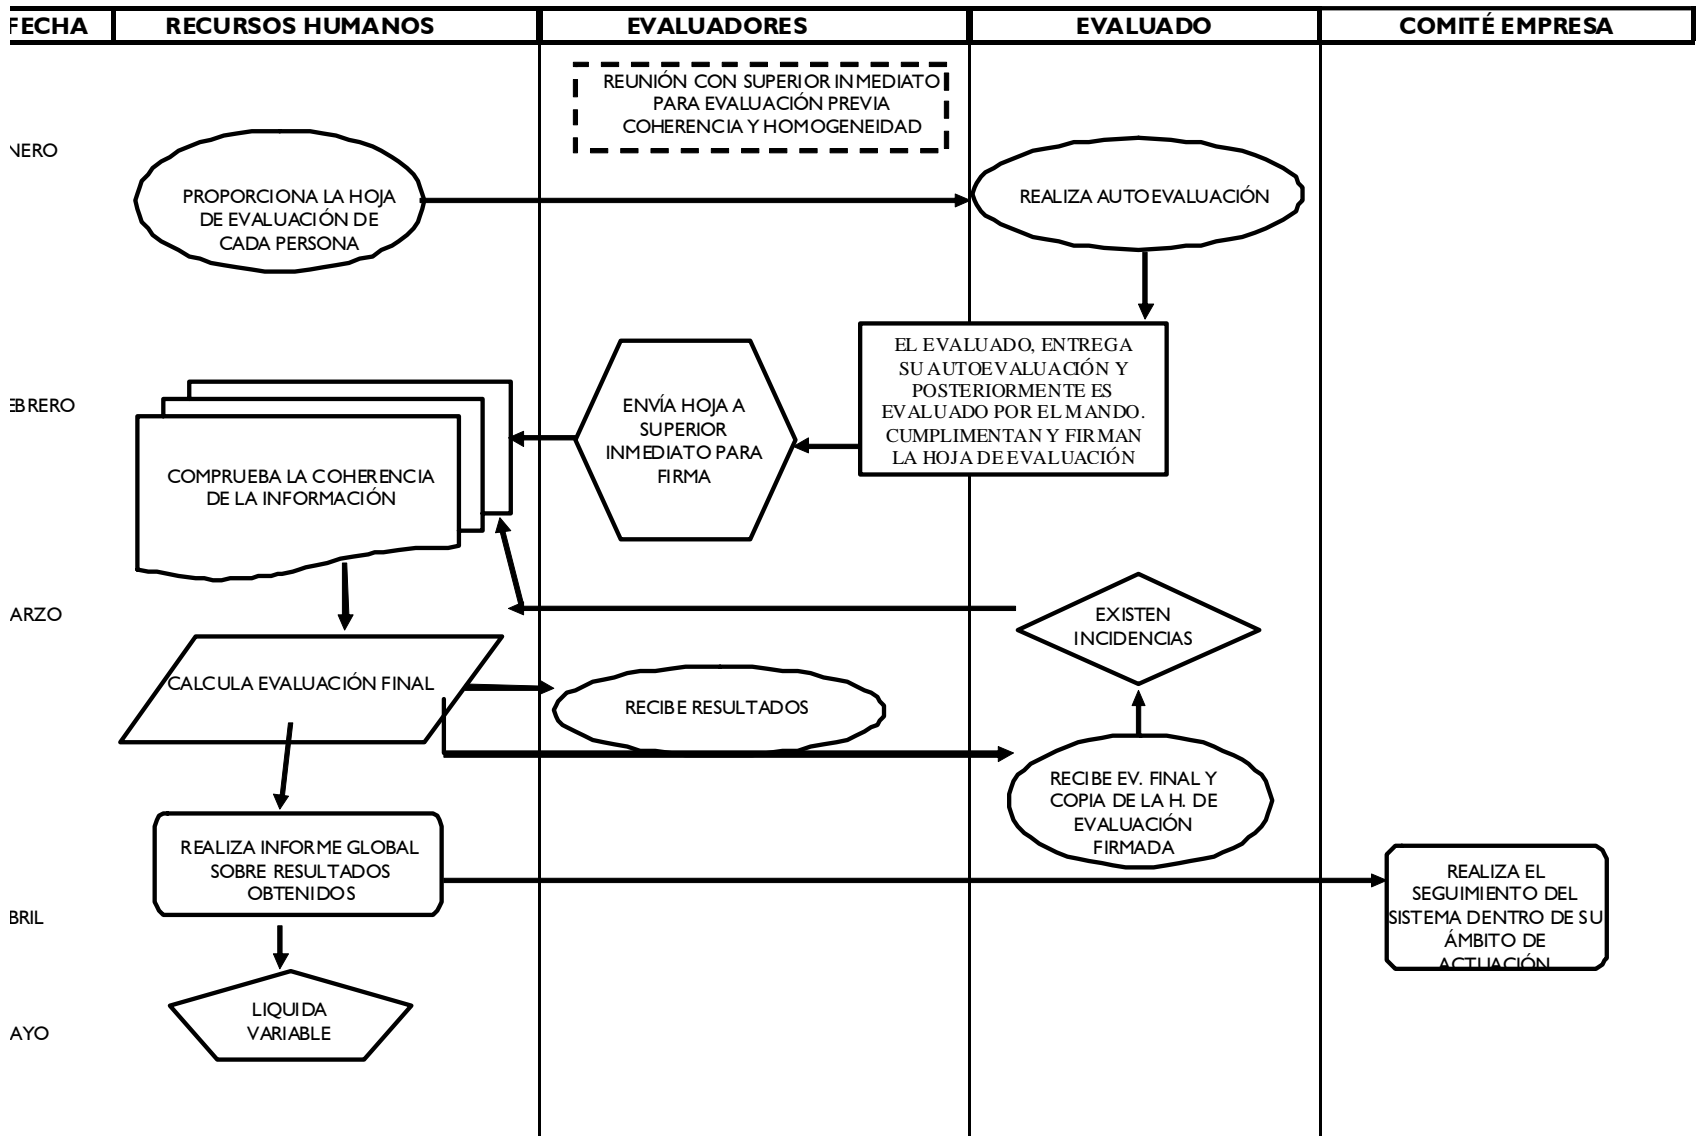 FECHA
RECURSOS HUMANOS
EVALUADORES
EVALUADO
COMITÉ EMPRESA
REUNIÓN CON SUPERIOR INMEDIATO
PARA EVALUACIÓN PREVIA
COHERENCIA Y HOMOGENEIDAD
NERO
PROPORCIONA LA HOJA
DE EVALUACIÓN DE
CADA PERSONA
REALIZA AUTOEVALUACIÓN
EL EVALUADO, ENTREGA
SU AUTOEVALUACIÓN Y
POSTERIORMENTE ES
EVALUADO POR EL MANDO.
CUMPLIMENTAN Y FIRMAN
LA HOJA DE EVALUACIÓN
EBRERO
ENVÍA HOJA A
SUPERIOR
INMEDIATO PARA
FIRMA
COMPRUEBA LA COHERENCIA
DE LA INFORMACIÓN
ARZO
EXISTEN
INCIDENCIAS
CALCULA EVALUACIÓN FINAL
RECIBE RESULTADOS
RECIBE EV. FINAL Y
COPIA DE LA H. DE
EVALUACIÓN
FIRMADA
REALIZA INFORME GLOBAL
SOBRE RESULTADOS
OBTENIDOS
REALIZA EL
SEGUIMIENTO DEL
SISTEMA DENTRO DE SU
ÁMBITO DE
ACTUACIÓN
BRIL
LIQUIDA
VARIABLE
AYO